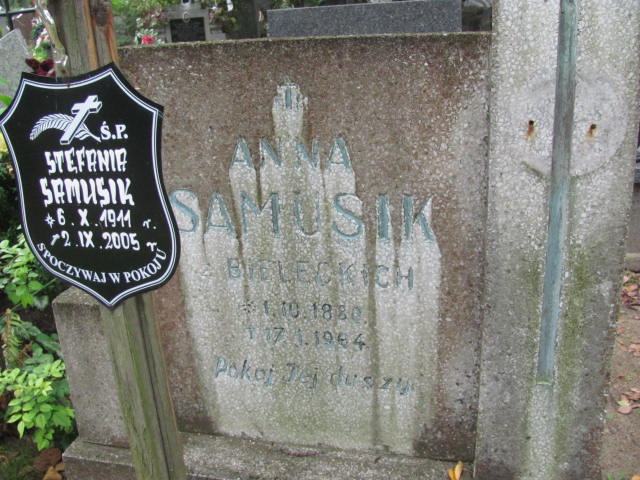 Ś.P.
STEFANIA
SAMUSIK
* 6.X.1911 r.
† 2.IX.2005 r.
SPOCZYWAJ W POKOJU
ANNA
SAMUSIK
Z BIELECKICH
* 1.10.1880
† 17.1.1964
Pokój Jej duszy